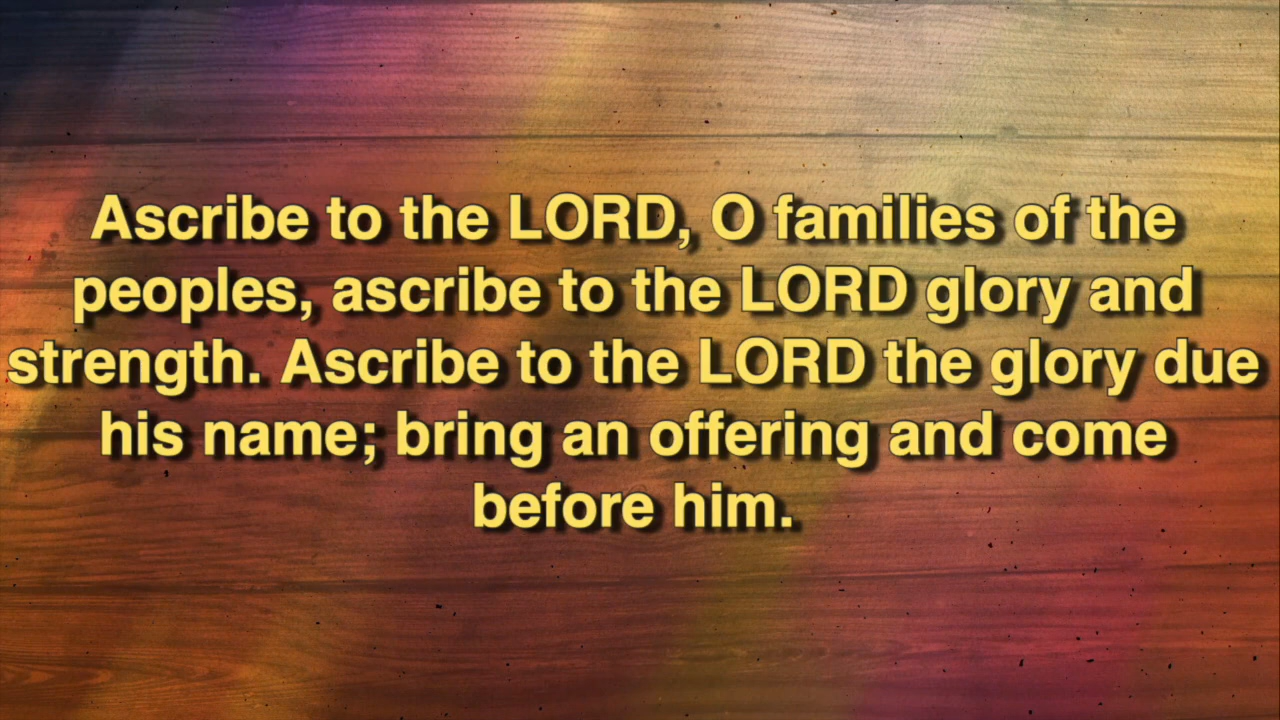 Ascribe to the LORD, O families of the
peoples, ascribe to the LORD glory and
strength. Ascribe to the LORD the glory due
his name; bring an offering and come
before him.